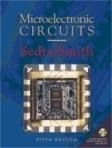 Microelectronic
CIRCUITS
Sedra/Smith
FIFTH EDITION